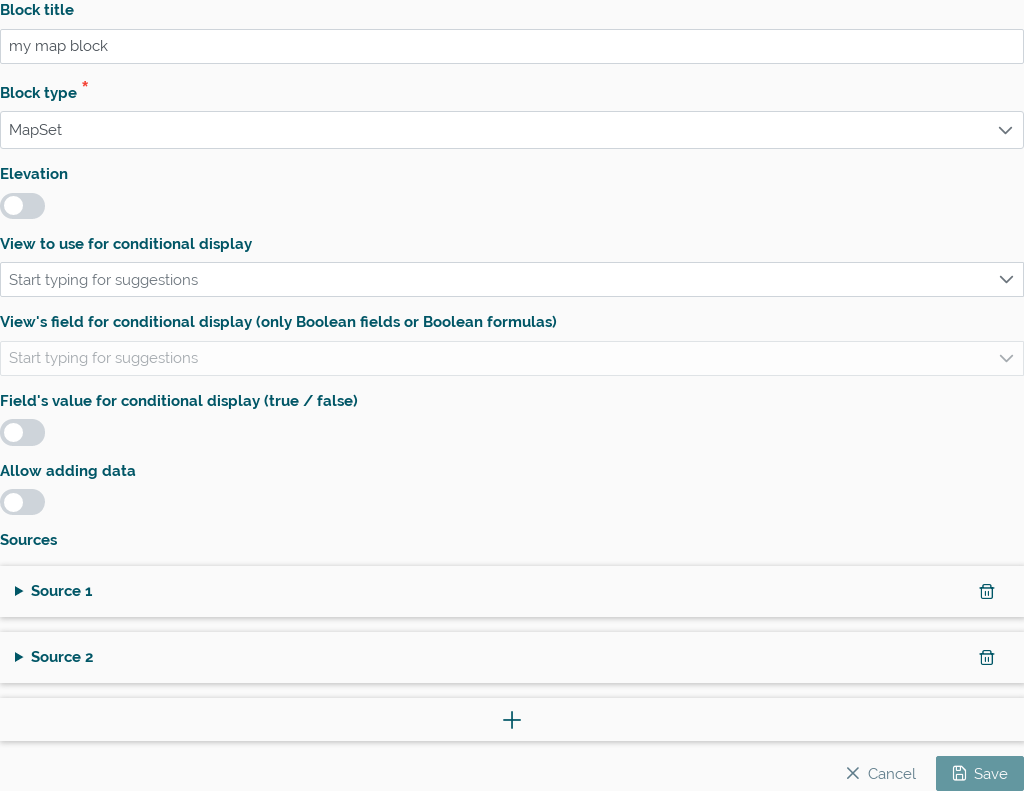 Block title
my map block
Block type *
MapSet
Elevation
View to use for conditional display
Start typing for suggestions
View's field for conditional display (only Boolean fields or Boolean formulas)
Start typing for suggestions
Field's value for conditional display (true / false)
Allow adding data
Sources
Source 1
Source 2
Cancel
Save